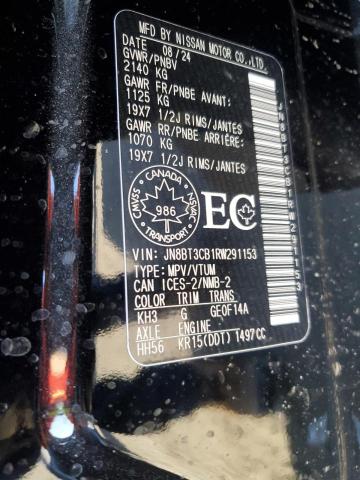 MFD BY NISSAN MOTOR CO.,LTD.
DATE 08/24
GVWR/PNBV
2140 KG
GAWR FR/PNBE AVANT:
1125 KG
19X7 1/2J RIMS/JANTES
GAWR RR/PNBE ARRIÈRE:
1070 KG
19X7 1/2J RIMS/JANTES
CANADA
CMVSS NSVAC
986
TRANSPORT
EC
VIN: JN8BT3CB1RW291153
TYPE: MPV/VTUM
CAN ICES-2/NMB-2
COLOR TRIM TRANS
KH3 G GE0F14A
AXLE ENGINE
HH56 KR15(DDT) 1497CC
JN8BT3CB1RW291153